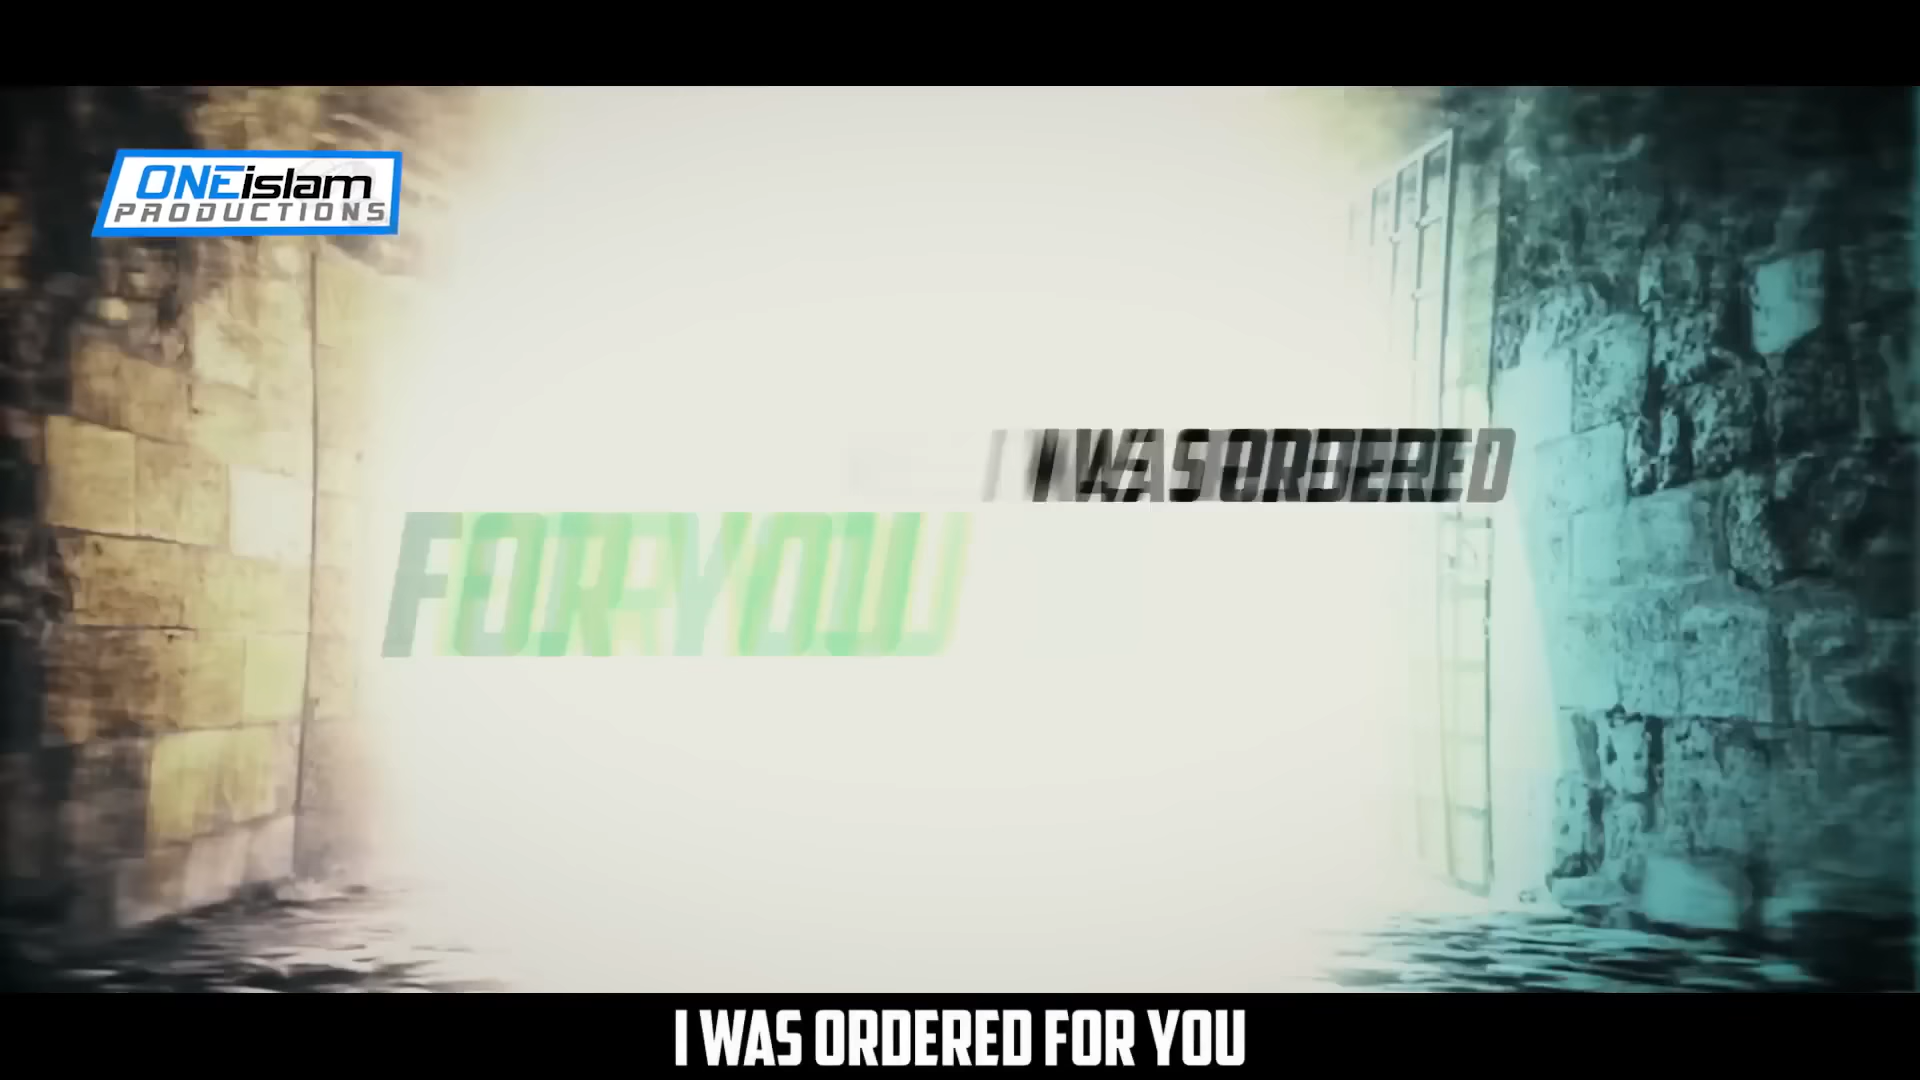 ONEislam
PRODUCTIONS
I WAS ORDERED
FOR YOU
I WAS ORDERED FOR YOU